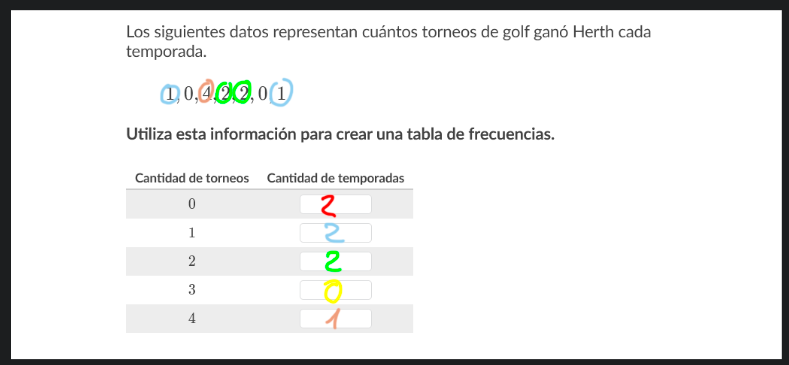 Los siguientes datos representan cuántos torneos de golf ganó Herth cada
temporada.
1, 0, 4, 2, 2, 0, 1
Utiliza esta información para crear una tabla de frecuencias.
Cantidad de torneos Cantidad de temporadas
0 2
1 2
2 2
3 0
4 1